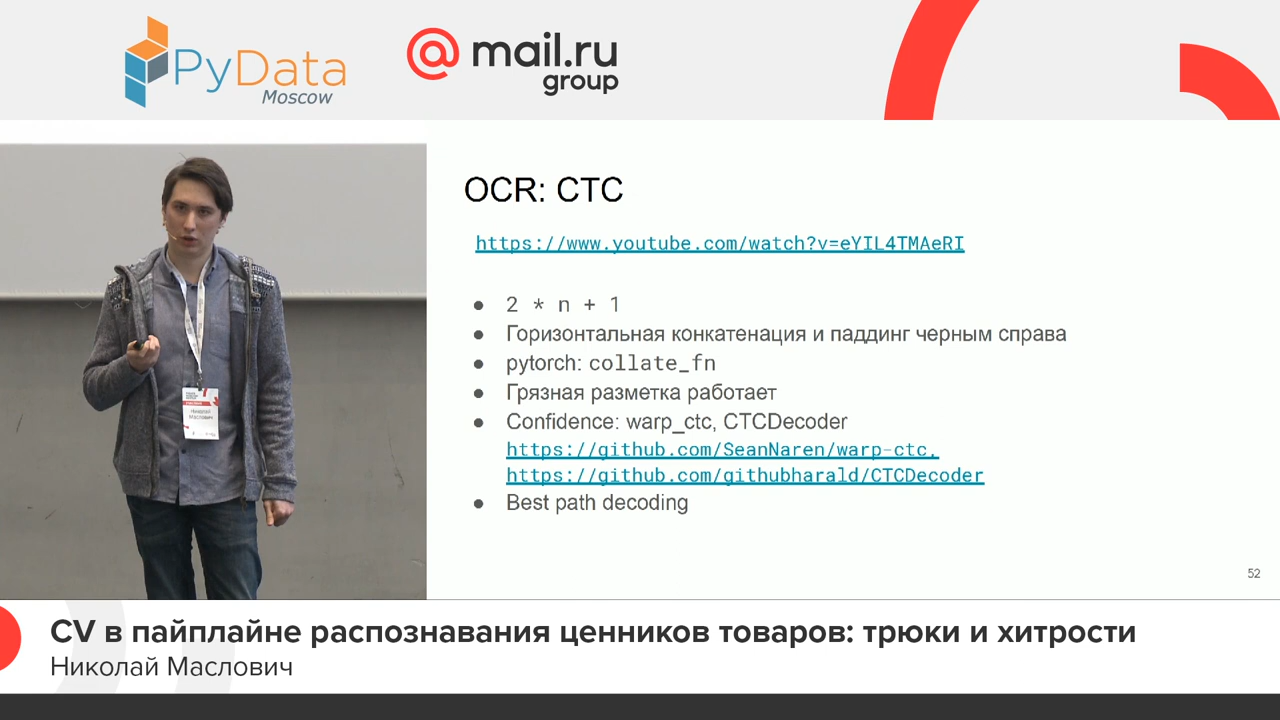 PyData
Moscow
@mail.ru
group
OCR: CTC
https://www.youtube.com/watch?v=eYIL4TMAeRI
● 2 * n + 1
● Горизонтальная конкатенация и паддинг черным справа
● pytorch: collate_fn
● Грязная разметка работает
● Confidence: warp_ctc, CTCDecoder
https://github.com/SeanNaren/warp-ctc,
https://github.com/githubharald/CTCDecoder
● Best path decoding
52
CV в пайплайне распознавания ценников товаров: трюки и хитрости
Николай Маслович